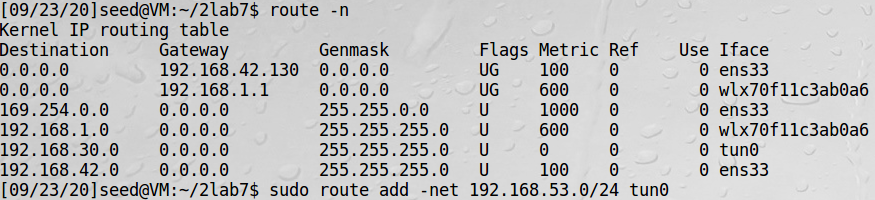 [09/23/20]seed@VM:~/2lab7$ route -n
Kernel IP routing table
Destination     Gateway         Genmask         Flags Metric Ref    Use Iface
0.0.0.0         192.168.42.130  0.0.0.0         UG    100    0        0 ens33
0.0.0.0         192.168.1.1     0.0.0.0         UG    600    0        0 wlx70f11c3ab0a6
169.254.0.0     0.0.0.0         255.255.0.0     U     1000   0        0 ens33
192.168.1.0     0.0.0.0         255.255.255.0   U     600    0        0 wlx70f11c3ab0a6
192.168.30.0    0.0.0.0         255.255.255.0   U     0      0        0 tun0
192.168.42.0    0.0.0.0         255.255.255.0   U     100    0        0 ens33
[09/23/20]seed@VM:~/2lab7$ sudo route add -net 192.168.53.0/24 tun0